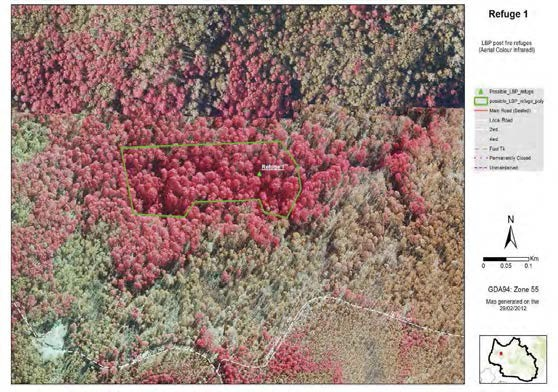 Refuge 1
LBP post fire refuges
(Aerial Colour Infrared)
Possible_LBP_refuge
possible_LBP_refuge_poly
Main Road (Sealed)
Local Road
2wd
4wd
Foot Tk
Permanently Closed
Unmaintained
Refuge 1
N
0 0.05 0.1 Km
GDA94: Zone 55
Map generated on the
29/02/2012